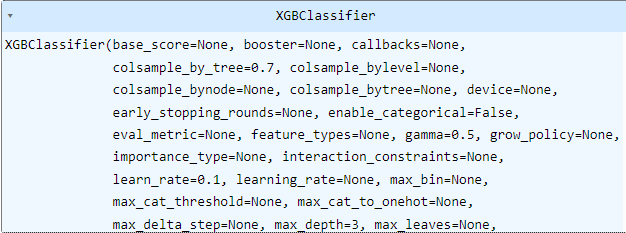 XGBClassifier
XGBClassifier(base_score=None, booster=None, callbacks=None,
colsample_by_tree=0.7, colsample_bylevel=None,
colsample_bynode=None, colsample_bytree=None, device=None,
early_stopping_rounds=None, enable_categorical=False,
eval_metric=None, feature_types=None, gamma=0.5, grow_policy=None,
importance_type=None, interaction_constraints=None,
learn_rate=0.1, learning_rate=None, max_bin=None,
max_cat_threshold=None, max_cat_to_onehot=None,
max_delta_step=None, max_depth=3, max_leaves=None,